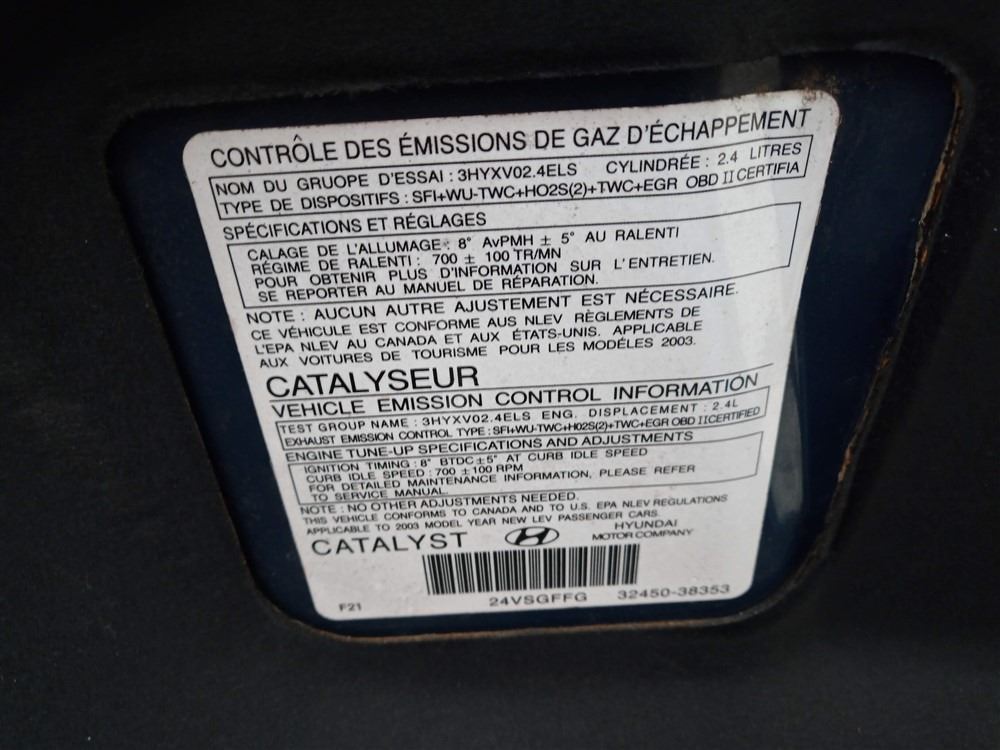 CONTRÔLE DES ÉMISSIONS DE GAZ D'ÉCHAPPEMENT
NOM DU GRUOPE D'ESSAI : 3HYXV02.4ELS CYLINDRÉE : 2.4 LITRES
TYPE DE DISPOSITIFS : SFI+WU-TWC+HO2S(2)+TWC+EGR OBD II CERTIFIA
SPÉCIFICATIONS ET RÉGLAGES
CALAGE DE L'ALLUMAGE : 8° AvPMH ± 5° AU RALENTI
RÉGIME DE RALENTI : 700 ± 100 TR/MN
POUR OBTENIR PLUS D'INFORMATION SUR L'ENTRETIEN.
SE REPORTER AU MANUEL DE RÉPARATION.
NOTE : AUCUN AUTRE AJUSTEMENT EST NÉCESSAIRE.
CE VÉHICULE EST CONFORME AUS NLEV RÈGLEMENTS DE
L'EPA NLEV AU CANADA ET AUX ÉTATS-UNIS. APPLICABLE
AUX VOITURES DE TOURISME POUR LES MODÉLES 2003.
CATALYSEUR
VEHICLE EMISSION CONTROL INFORMATION
TEST GROUP NAME : 3HYXV02.4ELS ENG. DISPLACEMENT : 2.4L
EXHAUST EMISSION CONTROL TYPE : SFI+WU-TWC+HO2S(2)+TWC+EGR OBD II CERTIFIED
ENGINE TUNE-UP SPECIFICATIONS AND ADJUSTMENTS
IGNITION TIMING : 8° BTDC ±5° AT CURB IDLE SPEED
CURB IDLE SPEED : 700 ± 100 RPM
FOR DETAILED MAINTENANCE INFORMATION, PLEASE REFER
TO SERVICE MANUAL
NOTE : NO OTHER ADJUSTMENTS NEEDED.
THIS VEHICLE CONFORMS TO CANADA AND TO U.S. EPA NLEV REGULATIONS
APPLICABLE TO 2003 MODEL YEAR NEW LEV PASSENGER CARS.
CATALYST HYUNDAI
MOTOR COMPANY
F21 24VSGFFG 32450-38353